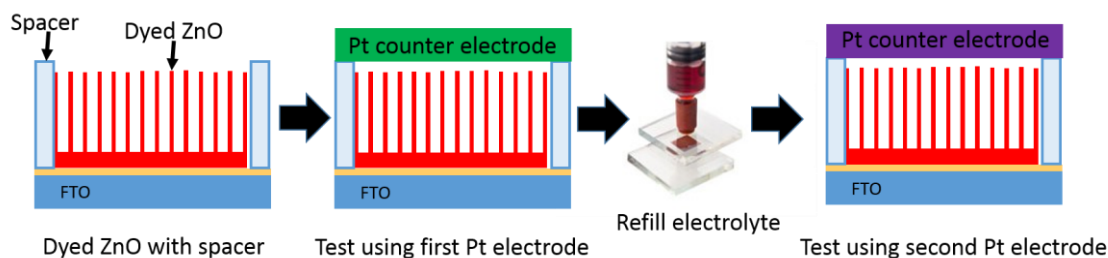 Spacer
Dyed ZnO
FTO
Dyed ZnO with spacer
Pt counter electrode
FTO
Test using first Pt electrode
Refill electrolyte
Pt counter electrode
FTO
Test using second Pt electrode